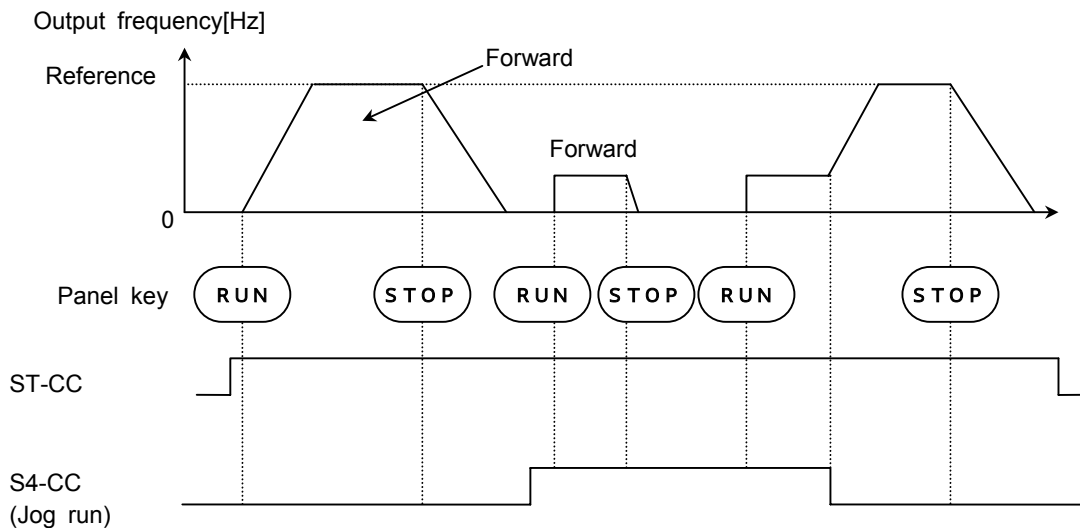 Output frequency[Hz]
Reference
Forward
Forward
0
Panel key
RUN
STOP
RUN
STOP
RUN
STOP
ST-CC
S4-CC
(Jog run)